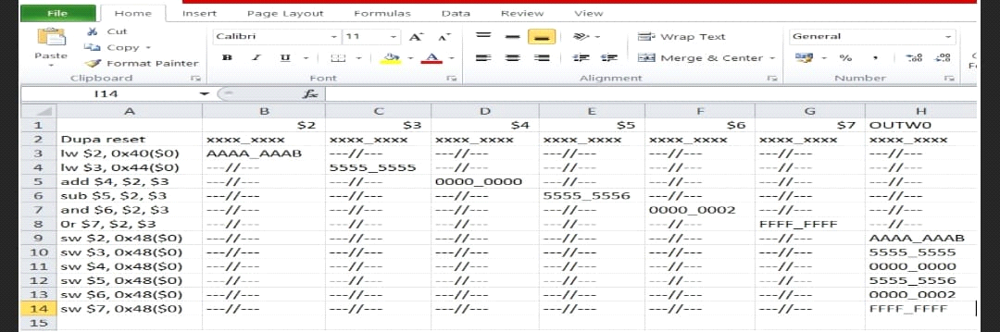 File Home Insert Page Layout Formulas Data Review View
Cut
Calibri 11 A A Wrap Text General
Copy
Paste
Format Painter B I U A Merge & Center % ,
Clipboard Font Alignment Number
I14 fx
A B C D E F G H
1 $2 $3 $4 $5 $6 $7 OUTW0
2 Dupa reset xxxx_xxxx xxxx_xxxx xxxx_xxxx xxxx_xxxx xxxx_xxxx xxxx_xxxx xxxx_xxxx
3 lw $2, 0x40($0) AAAA_AAAB ---//--- ---//--- ---//--- ---//--- ---//--- ---//---
4 lw $3, 0x44($0) ---//--- 5555_5555 ---//--- ---//--- ---//--- ---//--- ---//---
5 add $4, $2, $3 ---//--- ---//--- 0000_0000 ---//--- ---//--- ---//--- ---//---
6 sub $5, $2, $3 ---//--- ---//--- ---//--- 5555_5556 ---//--- ---//--- ---//---
7 and $6, $2, $3 ---//--- ---//--- ---//--- ---//--- 0000_0002 ---//--- ---//---
8 Or $7, $2, $3 ---//--- ---//--- ---//--- ---//--- ---//--- FFFF_FFFF ---//---
9 sw $2, 0x48($0) ---//--- ---//--- ---//--- ---//--- ---//--- ---//--- AAAA_AAAB
10 sw $3, 0x48($0) ---//--- ---//--- ---//--- ---//--- ---//--- ---//--- 5555_5555
11 sw $4, 0x48($0) ---//--- ---//--- ---//--- ---//--- ---//--- ---//--- 0000_0000
12 sw $5, 0x48($0) ---//--- ---//--- ---//--- ---//--- ---//--- ---//--- 5555_5556
13 sw $6, 0x48($0) ---//--- ---//--- ---//--- ---//--- ---//--- ---//--- 0000_0002
14 sw $7, 0x48($0) ---//--- ---//--- ---//--- ---//--- ---//--- ---//--- FFFF_FFFF
15